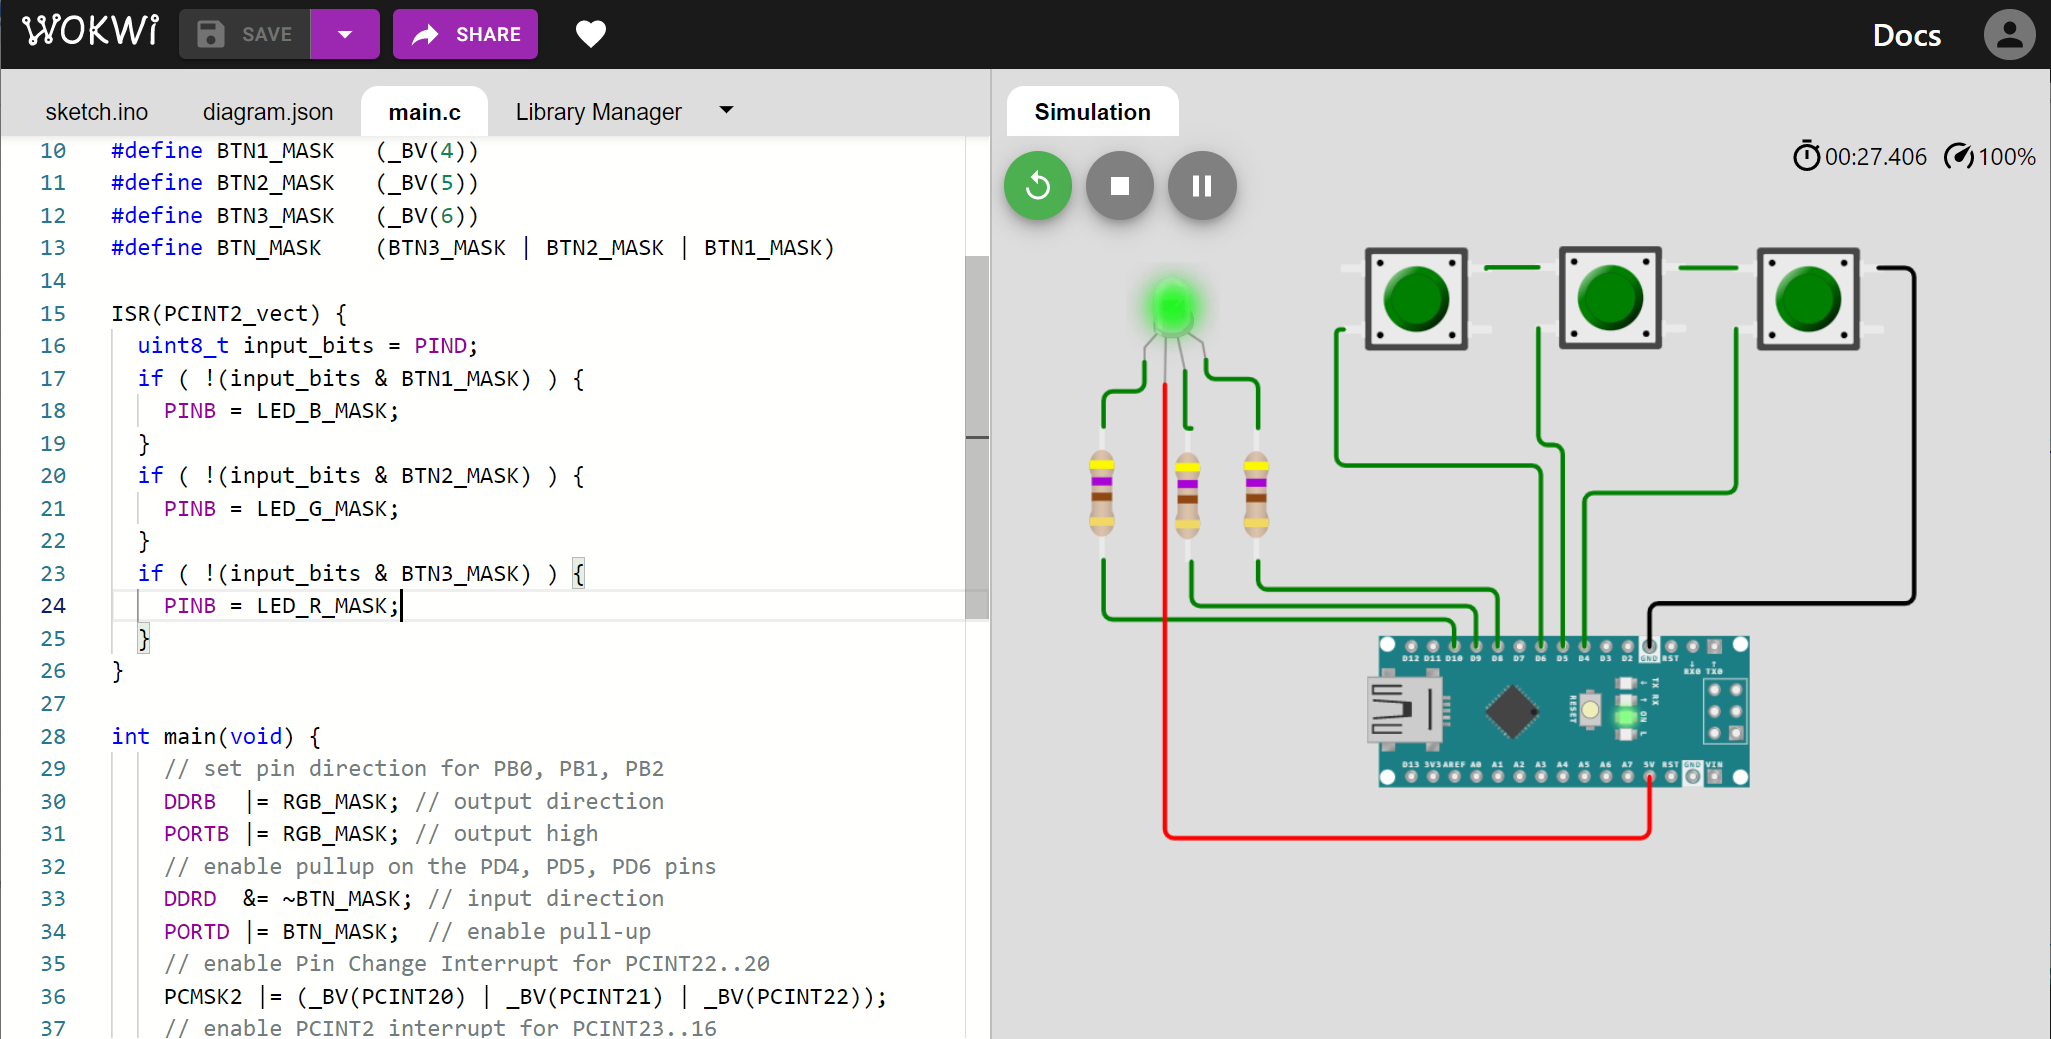 WOKWi SAVE SHARE Docs
sketch.ino diagram.json main.c Library Manager
10 #define BTN1_MASK (_BV(4))
11 #define BTN2_MASK (_BV(5))
12 #define BTN3_MASK (_BV(6))
13 #define BTN_MASK (BTN3_MASK | BTN2_MASK | BTN1_MASK)
14
15 ISR(PCINT2_vect) {
16 uint8_t input_bits = PIND;
17 if ( !(input_bits & BTN1_MASK) ) {
18 PINB = LED_B_MASK;
19 }
20 if ( !(input_bits & BTN2_MASK) ) {
21 PINB = LED_G_MASK;
22 }
23 if ( !(input_bits & BTN3_MASK) ) {
24 PINB = LED_R_MASK;
25 }
26 }
27
28 int main(void) {
29 // set pin direction for PB0, PB1, PB2
30 DDRB |= RGB_MASK; // output direction
31 PORTB |= RGB_MASK; // output high
32 // enable pullup on the PD4, PD5, PD6 pins
33 DDRD &= ~BTN_MASK; // input direction
34 PORTD |= BTN_MASK; // enable pull-up
35 // enable Pin Change Interrupt for PCINT22..20
36 PCMSK2 |= (_BV(PCINT20) | _BV(PCINT21) | _BV(PCINT22));
37 // enable PCINT2 interrupt for PCINT23..16
Simulation
00:27.406 100%
D12 D11 D10 D9 D8 D7 D6 D5 D4 D3 D2 GND RST
RX0 TX0
RESET
TX
RX
ON
L
D13 3V3 AREF A0 A1 A2 A3 A4 A5 A6 A7 5V RST GND VIN